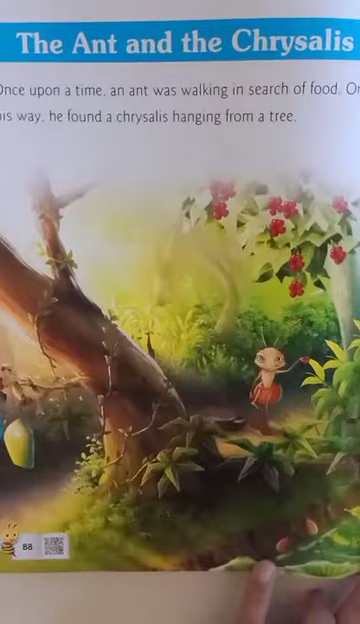 The Ant and the Chrysalis
Once upon a time, an ant was walking in search of food. On
his way, he found a chrysalis hanging from a tree.
88